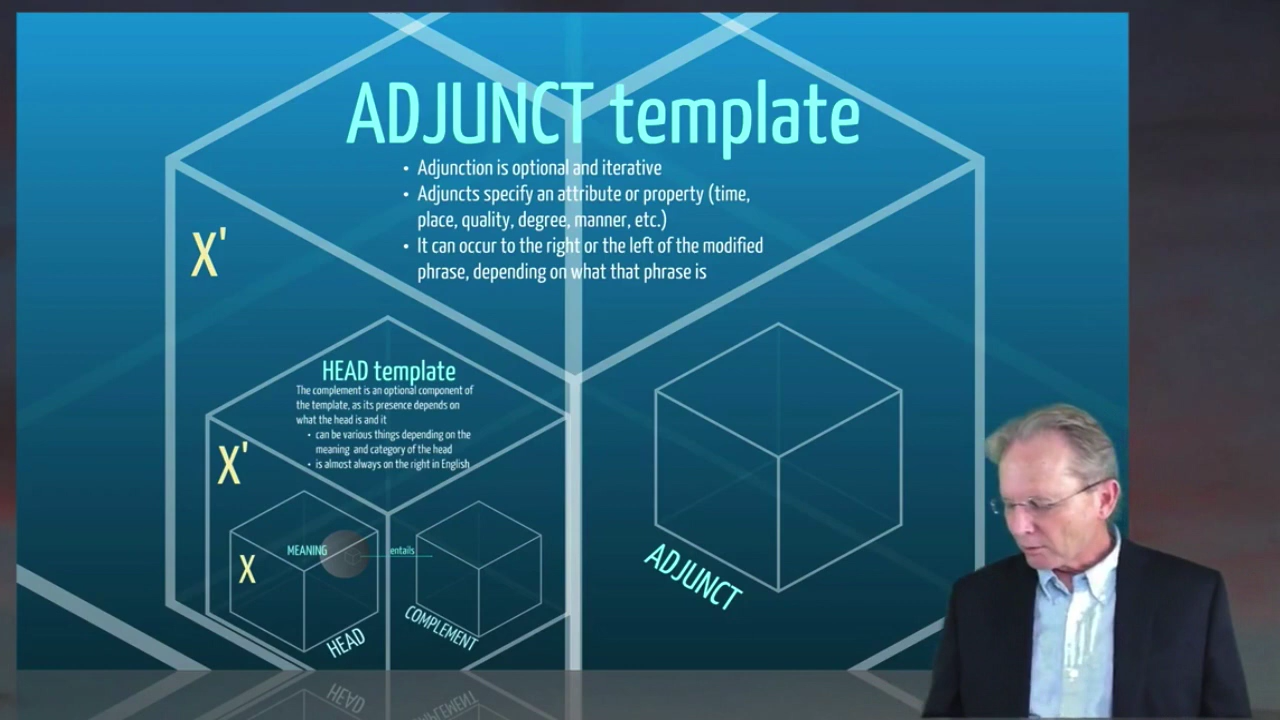 ADJUNCT template
• Adjunction is optional and iterative
• Adjuncts specify an attribute or property (time,
place, quality, degree, manner, etc.)
• It can occur to the right or the left of the modified
phrase, depending on what that phrase is
X'
HEAD template
The complement is an optional component of
the template, as its presence depends on
what the head is and it
• can be various things depending on the
meaning and category of the head
• is almost always on the right in English
X'
MEANING
entails
X
HEAD
COMPLEMENT
ADJUNCT
HEAD
COMPLEMENT